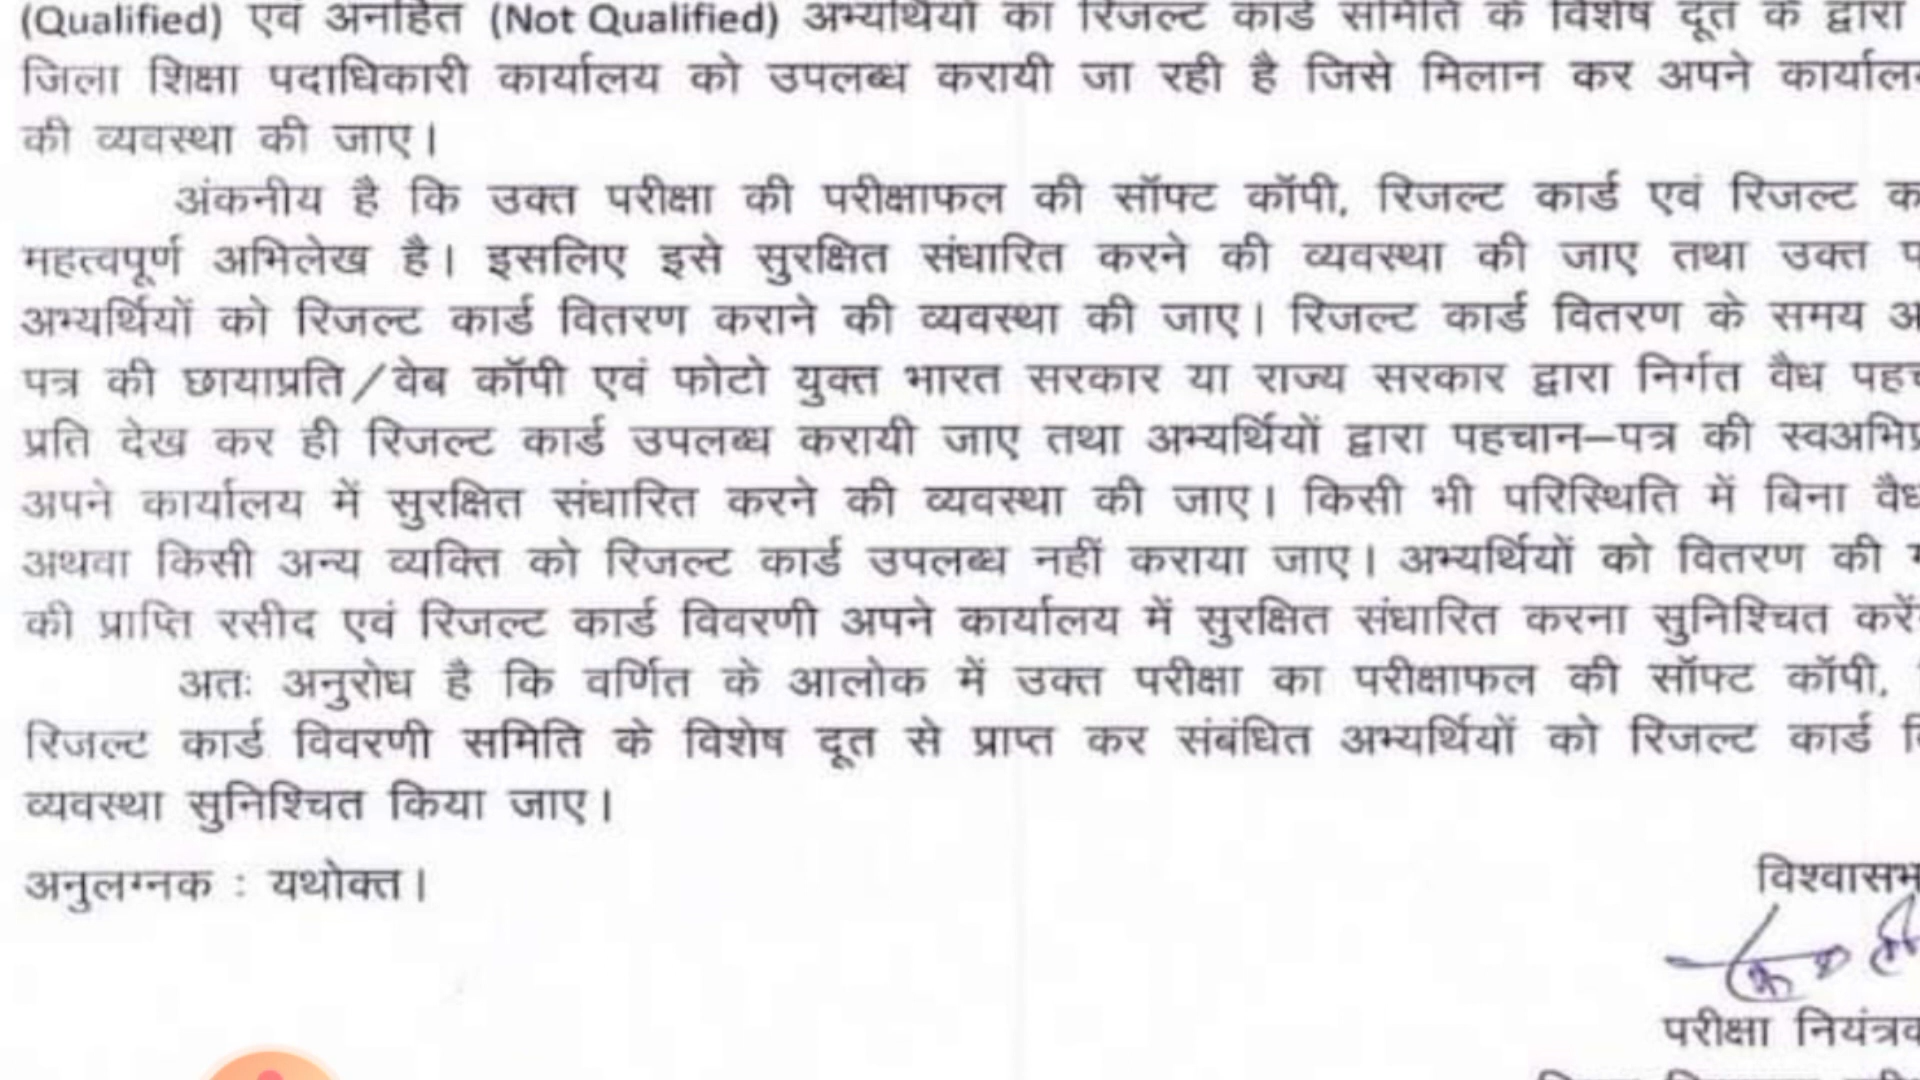 (Qualified) एवं अनर्हित (Not Qualified) अभ्यर्थियों का रिजल्ट कार्ड समिति के विशेष दूत के द्वारा
जिला शिक्षा पदाधिकारी कार्यालय को उपलब्ध करायी जा रही है जिसे मिलान कर अपने
की व्यवस्था की जाए।
अंकनीय है कि उक्त परीक्षा की परीक्षाफल की सॉफ्ट कॉपी, रिजल्ट कार्ड एवं रिजल्ट
महत्वपूर्ण अभिलेख है। इसलिए इसे सुरक्षित संधारित करने की व्यवस्था की जाए तथा उक्त
अभ्यर्थियों को रिजल्ट कार्ड वितरण कराने की व्यवस्था की जाए। रिजल्ट कार्ड वितरण के समय
पत्र की छायाप्रति/वेब कॉपी एवं फोटो युक्त भारत सरकार या राज्य सरकार द्वारा निर्गत वैध
प्रति देख कर ही रिजल्ट कार्ड उपलब्ध करायी जाए तथा अभ्यर्थियों द्वारा पहचान–पत्र की
अपने कार्यालय में सुरक्षित संधारित करने की व्यवस्था की जाए। किसी भी परिस्थिति में बिना वैध
अथवा किसी अन्य व्यक्ति को रिजल्ट कार्ड उपलब्ध नहीं कराया जाए। अभ्यर्थियों को वितरण की
की प्राप्ति रसीद एवं रिजल्ट कार्ड विवरणी अपने कार्यालय में सुरक्षित संधारित करना सुनिश्चित करें
अतः अनुरोध है कि वर्णित के आलोक में उक्त परीक्षा का परीक्षाफल की सॉफ्ट कॉपी,
रिजल्ट कार्ड विवरणी समिति के विशेष दूत से प्राप्त कर संबंधित अभ्यर्थियों को रिजल्ट कार्ड
व्यवस्था सुनिश्चित किया जाए।
अनुलग्नक : यथोक्त।
परीक्षा